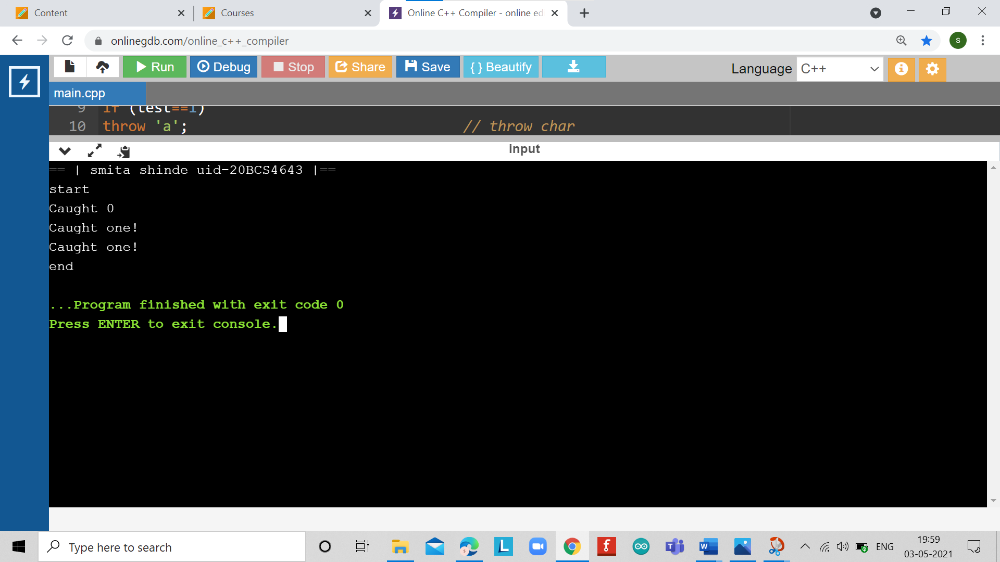 Content
Courses
Online C++ Compiler - online ed
onlinegdb.com/online_c++_compiler
S
Run
Debug
Stop
Share
Save
{ } Beautify
Language C++
main.cpp
9 if (test==1)
10 throw 'a'; // throw char
input
== | smita shinde uid-20BCS4643 |==
start
Caught 0
Caught one!
Caught one!
end
...Program finished with exit code 0
Press ENTER to exit console.
Type here to search
ENG
19:59
03-05-2021